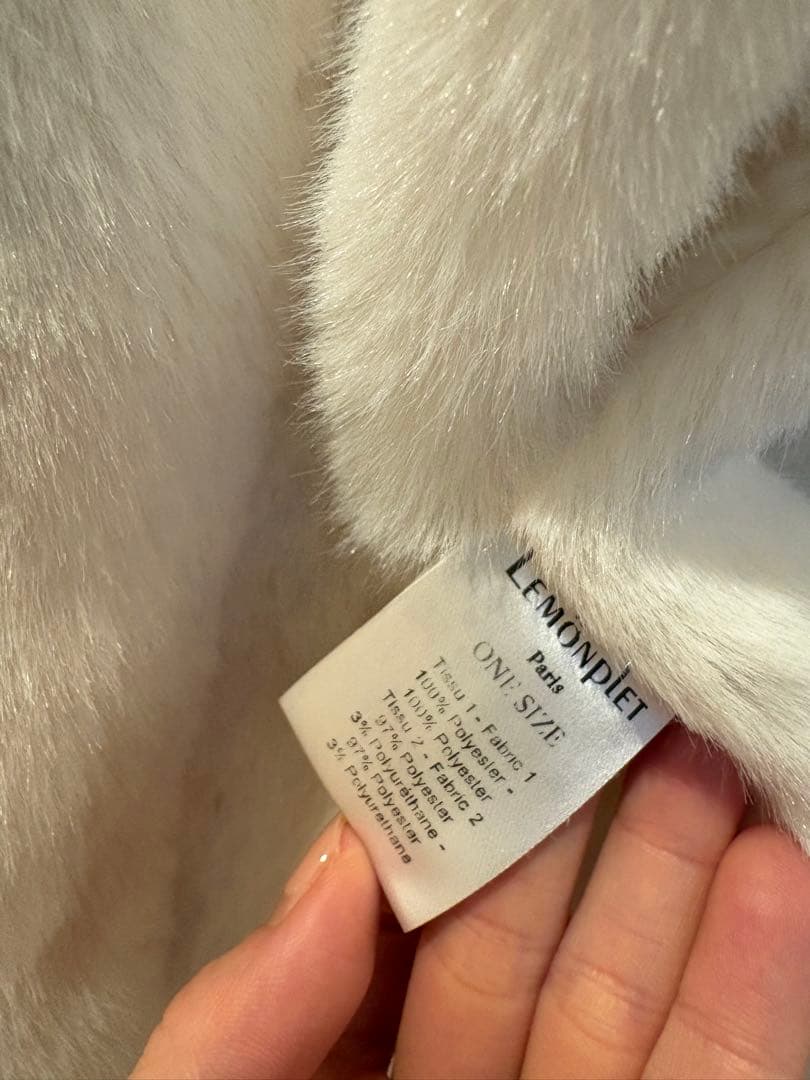 LEMÖNDIET
Paris
ONE SIZE
Tissu 1 - Fabric 1
100% Polyester -
100% Polyester
Tissu 2 - Fabric 2
97% Polyester
3% Polyuréthane -
97% Polyester
3% Polyurethane